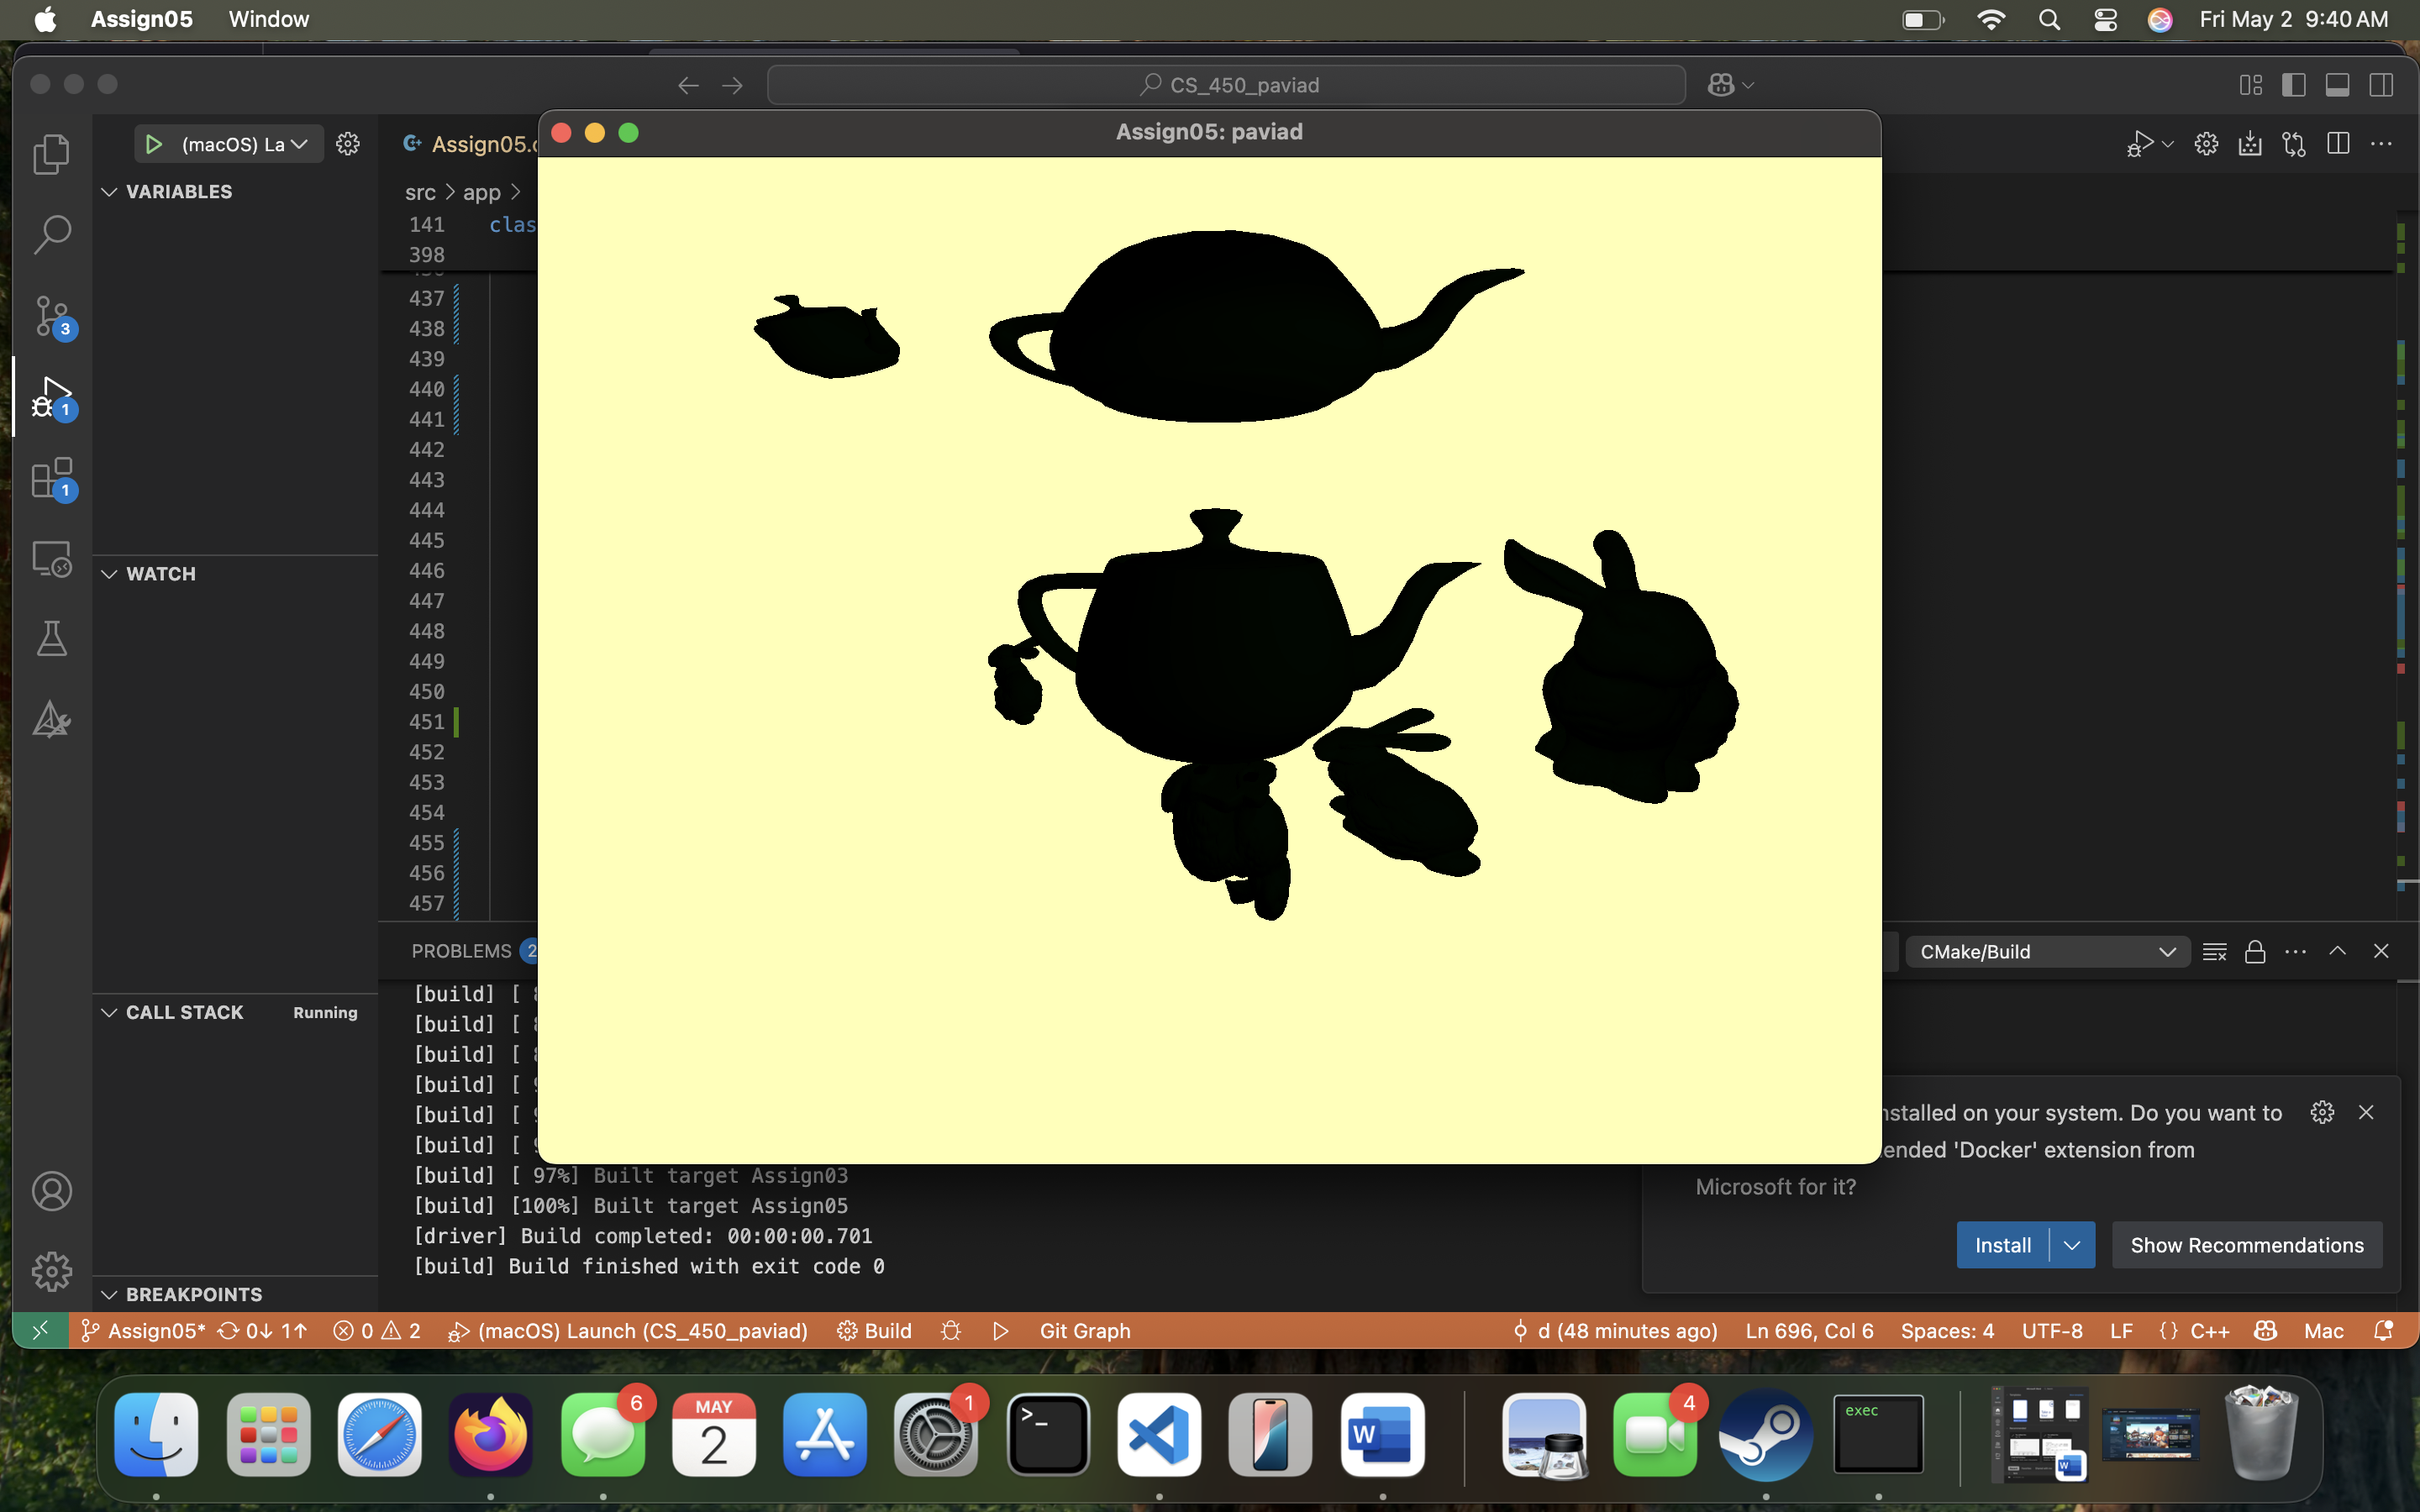 Assign05 Window Fri May 2 9:40 AM
CS_450_paviad
(macOS) La
Assign05.c
Assign05: paviad
VARIABLES
src > app >
141 clas
398
437
438
439
440
441
442
443
444
445
446
447
448
449
450
451
452
453
454
455
456
457
3
1
1
WATCH
CALL STACK Running
BREAKPOINTS
PROBLEMS 2
CMake/Build
[build] [
[build] [
[build] [
[build] [
[build] [
[build] [
[build] [ 97%] Built target Assign03
[build] [100%] Built target Assign05
[driver] Build completed: 00:00:00.701
[build] Build finished with exit code 0
nstalled on your system. Do you want to
ended 'Docker' extension from
Microsoft for it?
Install Show Recommendations
Assign05* 0↓ 1↑ 0 2 (macOS) Launch (CS_450_paviad) Build Git Graph d (48 minutes ago) Ln 696, Col 6 Spaces: 4 UTF-8 LF {} C++ Mac
6 MAY 2 1 >_ W 4 exec